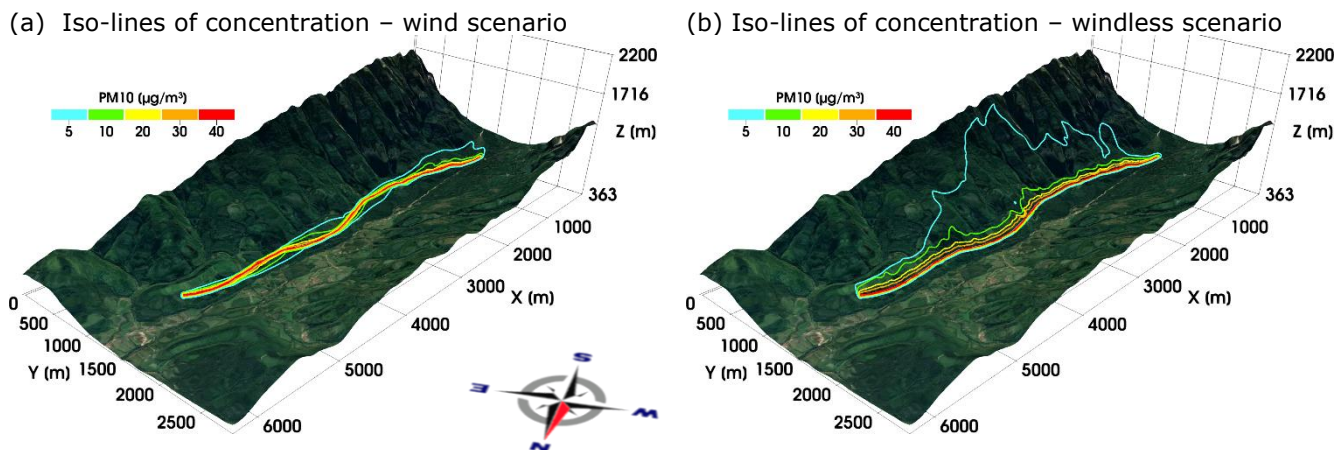 (a) Iso-lines of concentration – wind scenario
PM10 (µg/m³)
5 10 20 30 40
2200
1716
Z (m)
363
1000
2000
3000
X (m)
4000
5000
6000
0
500
1000
Y (m)
1500
2000
2500
S
E
W
N
(b) Iso-lines of concentration – windless scenario
PM10 (µg/m³)
5 10 20 30 40
2200
1716
Z (m)
363
1000
2000
3000
X (m)
4000
5000
6000
0
500
1000
Y (m)
1500
2000
2500